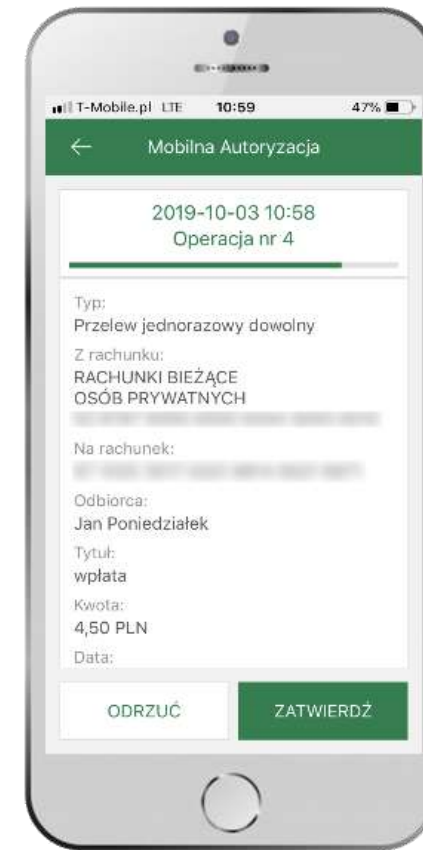 T-Mobile.pl LTE 10:59 47%
← Mobilna Autoryzacja
2019-10-03 10:58
Operacja nr 4
Typ:
Przelew jednorazowy dowolny
Z rachunku:
RACHUNKI BIEŻĄCE
OSÓB PRYWATNYCH
Na rachunek:
Odbiorca:
Jan Poniedziałek
Tytuł:
wpłata
Kwota:
4,50 PLN
Data:
ODRZUĆ ZATWIERDŹ